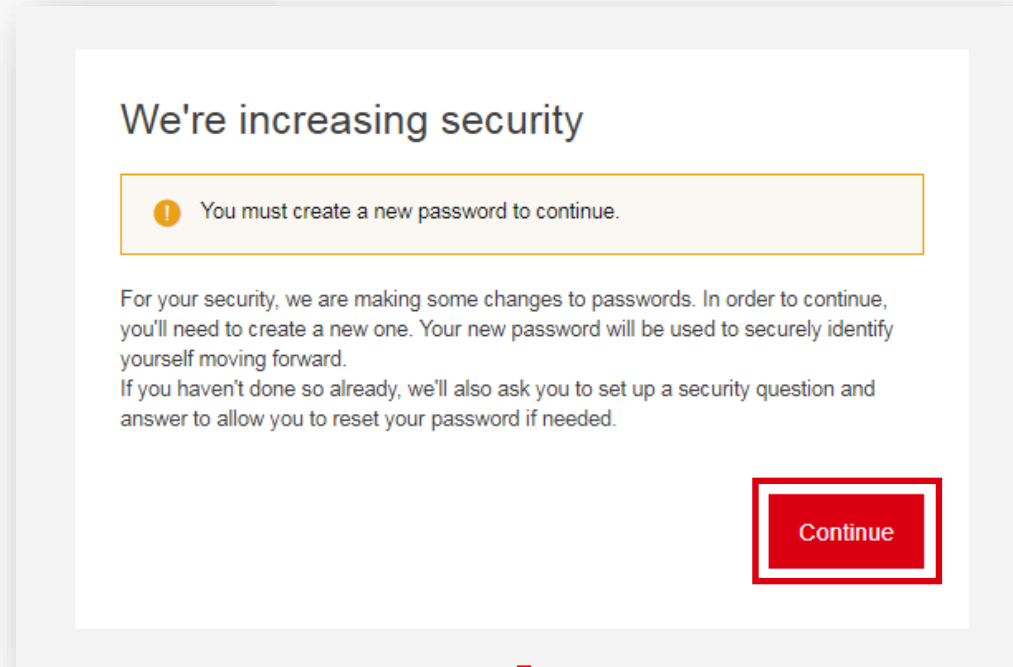 We're increasing security
! You must create a new password to continue.
For your security, we are making some changes to passwords. In order to continue,
you'll need to create a new one. Your new password will be used to securely identify
yourself moving forward.
If you haven't done so already, we'll also ask you to set up a security question and
answer to allow you to reset your password if needed.
Continue